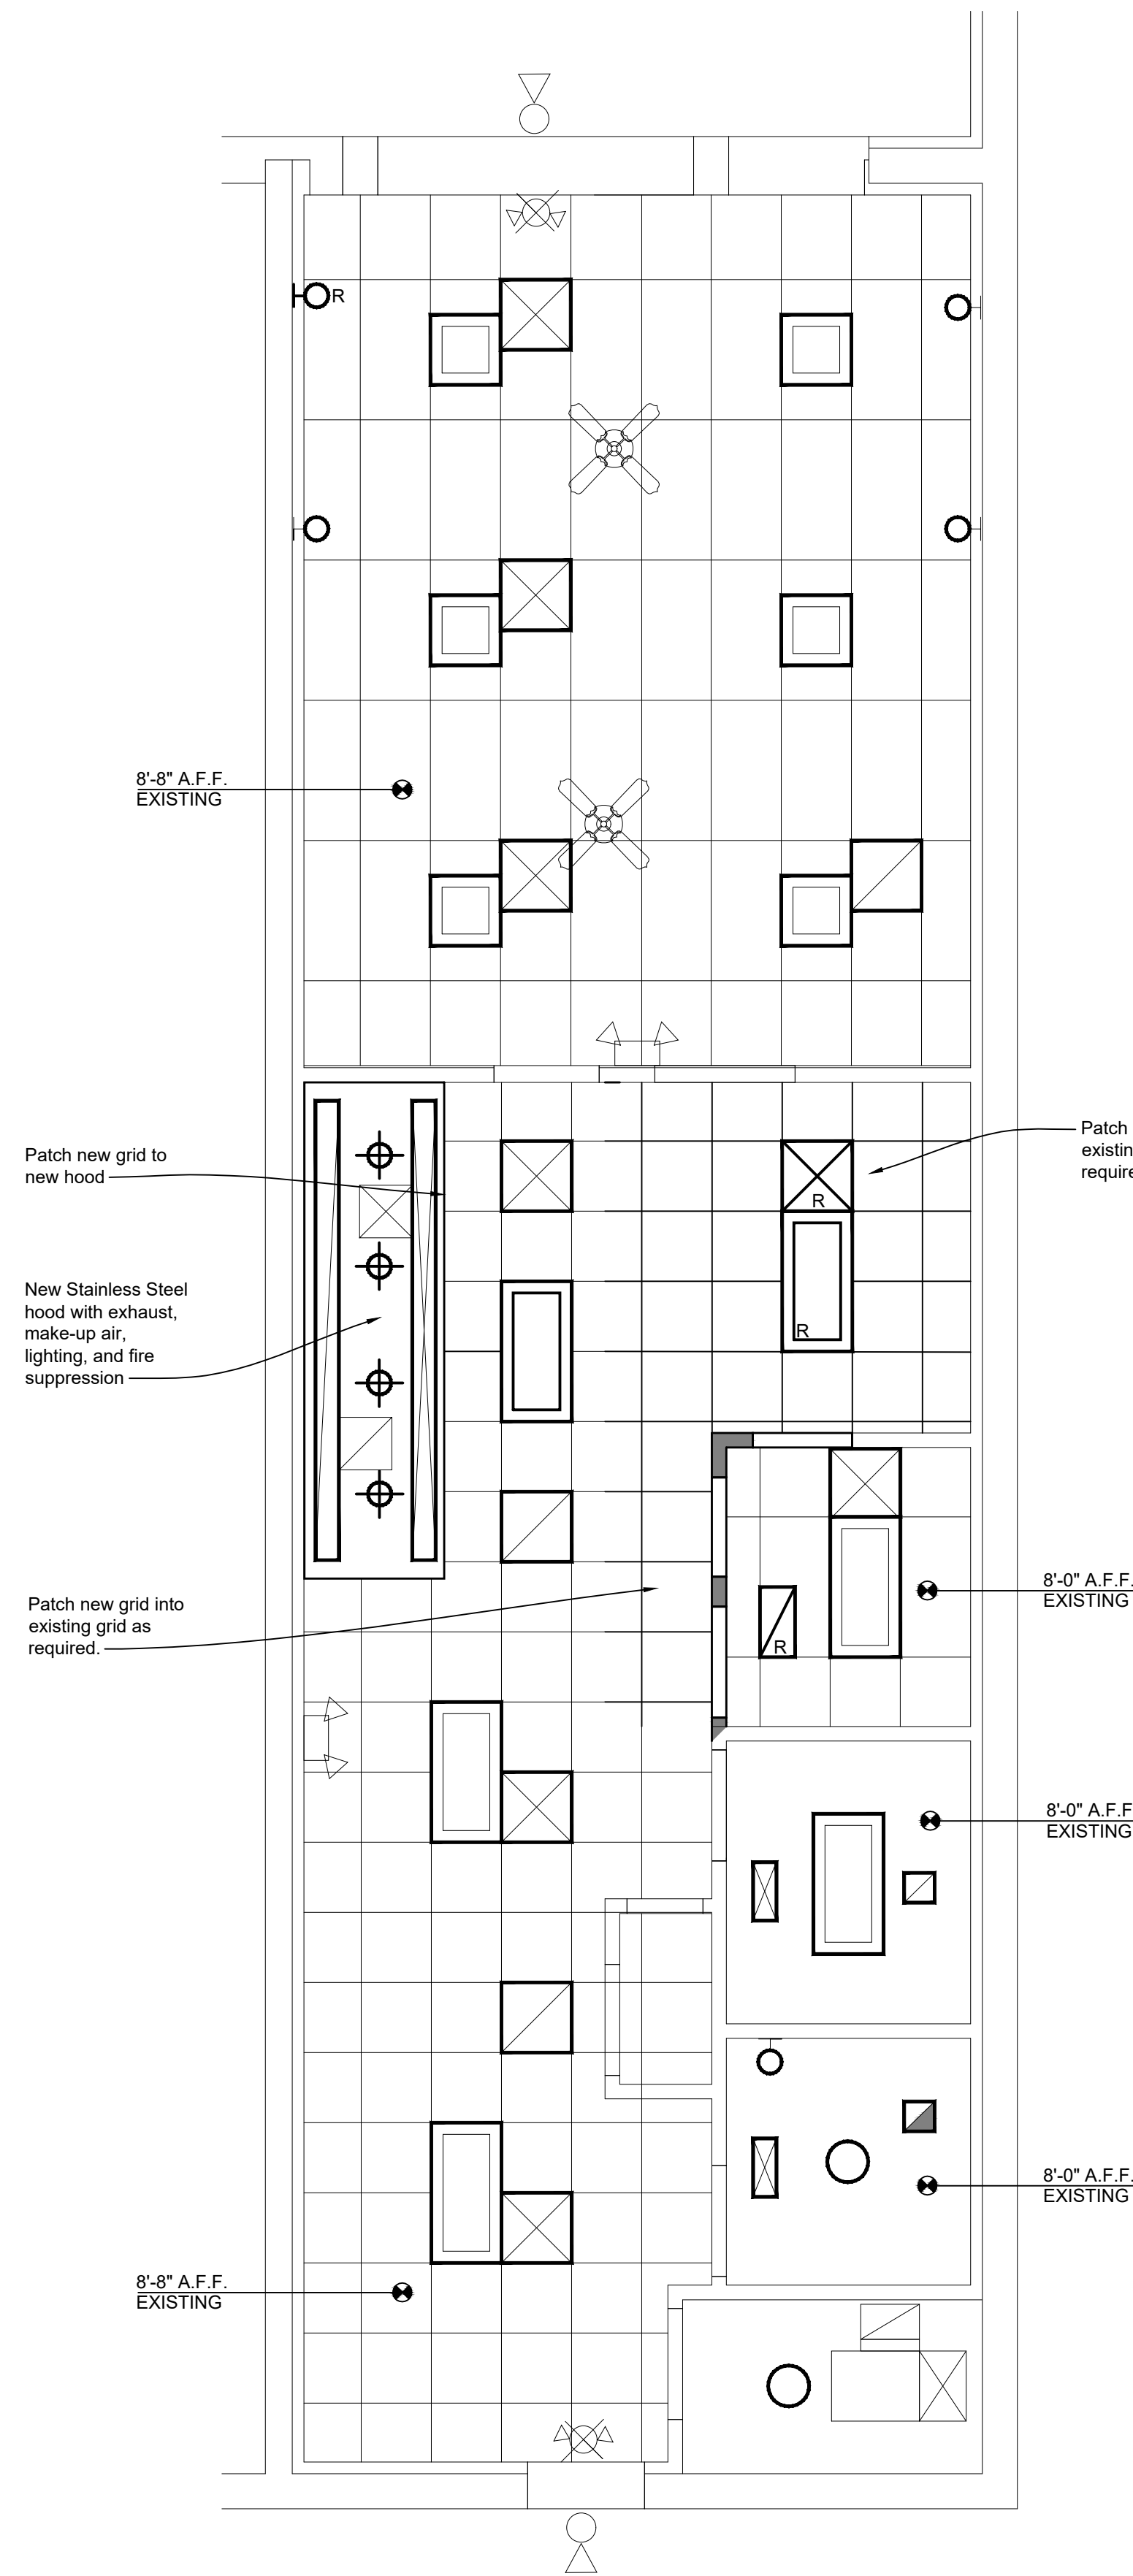 R
8'-8" A.F.F.
EXISTING
Patch new grid to
new hood
Patch
existin
require
R
R
New Stainless Steel
hood with exhaust,
make-up air,
lighting, and fire
suppression
Patch new grid into
existing grid as
required.
8'-0" A.F.F.
EXISTING
R
8'-0" A.F.F
EXISTING
8'-0" A.F.F.
EXISTING
8'-8" A.F.F.
EXISTING